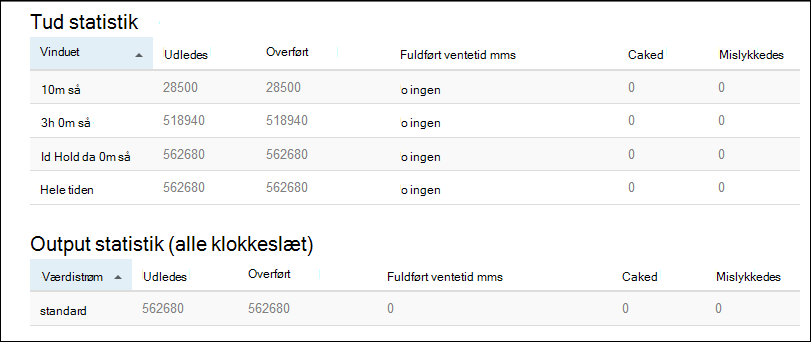 Tud statistik
Vinduet Udledes Overført Fuldført ventetid mms Caked Mislykkedes
10m så 28500 28500 o ingen 0 0
3h 0m så 518940 518940 o ingen 0 0
Id Hold da 0m så 562680 562680 o ingen 0 0
Hele tiden 562680 562680 o ingen 0 0
Output statistik (alle klokkeslæt)
Værdistrøm Udledes Overført Fuldført ventetid mms Caked Mislykkedes
standard 562680 562680 0 0 0